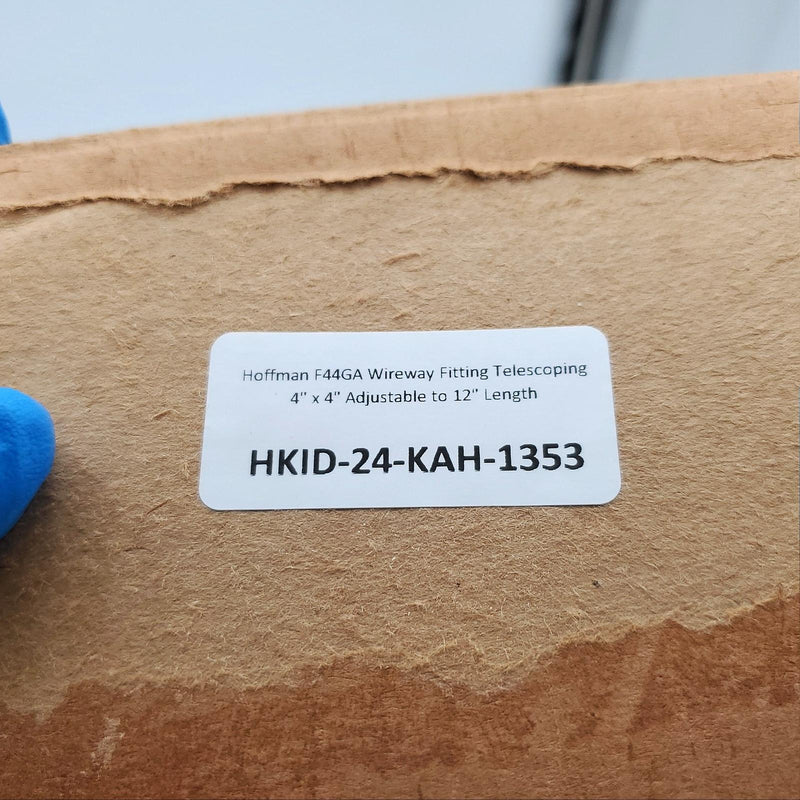 Hoffman F44GA Wireway Fitting Telescoping
4" x 4" Adjustable to 12" Length
HKID-24-KAH-1353